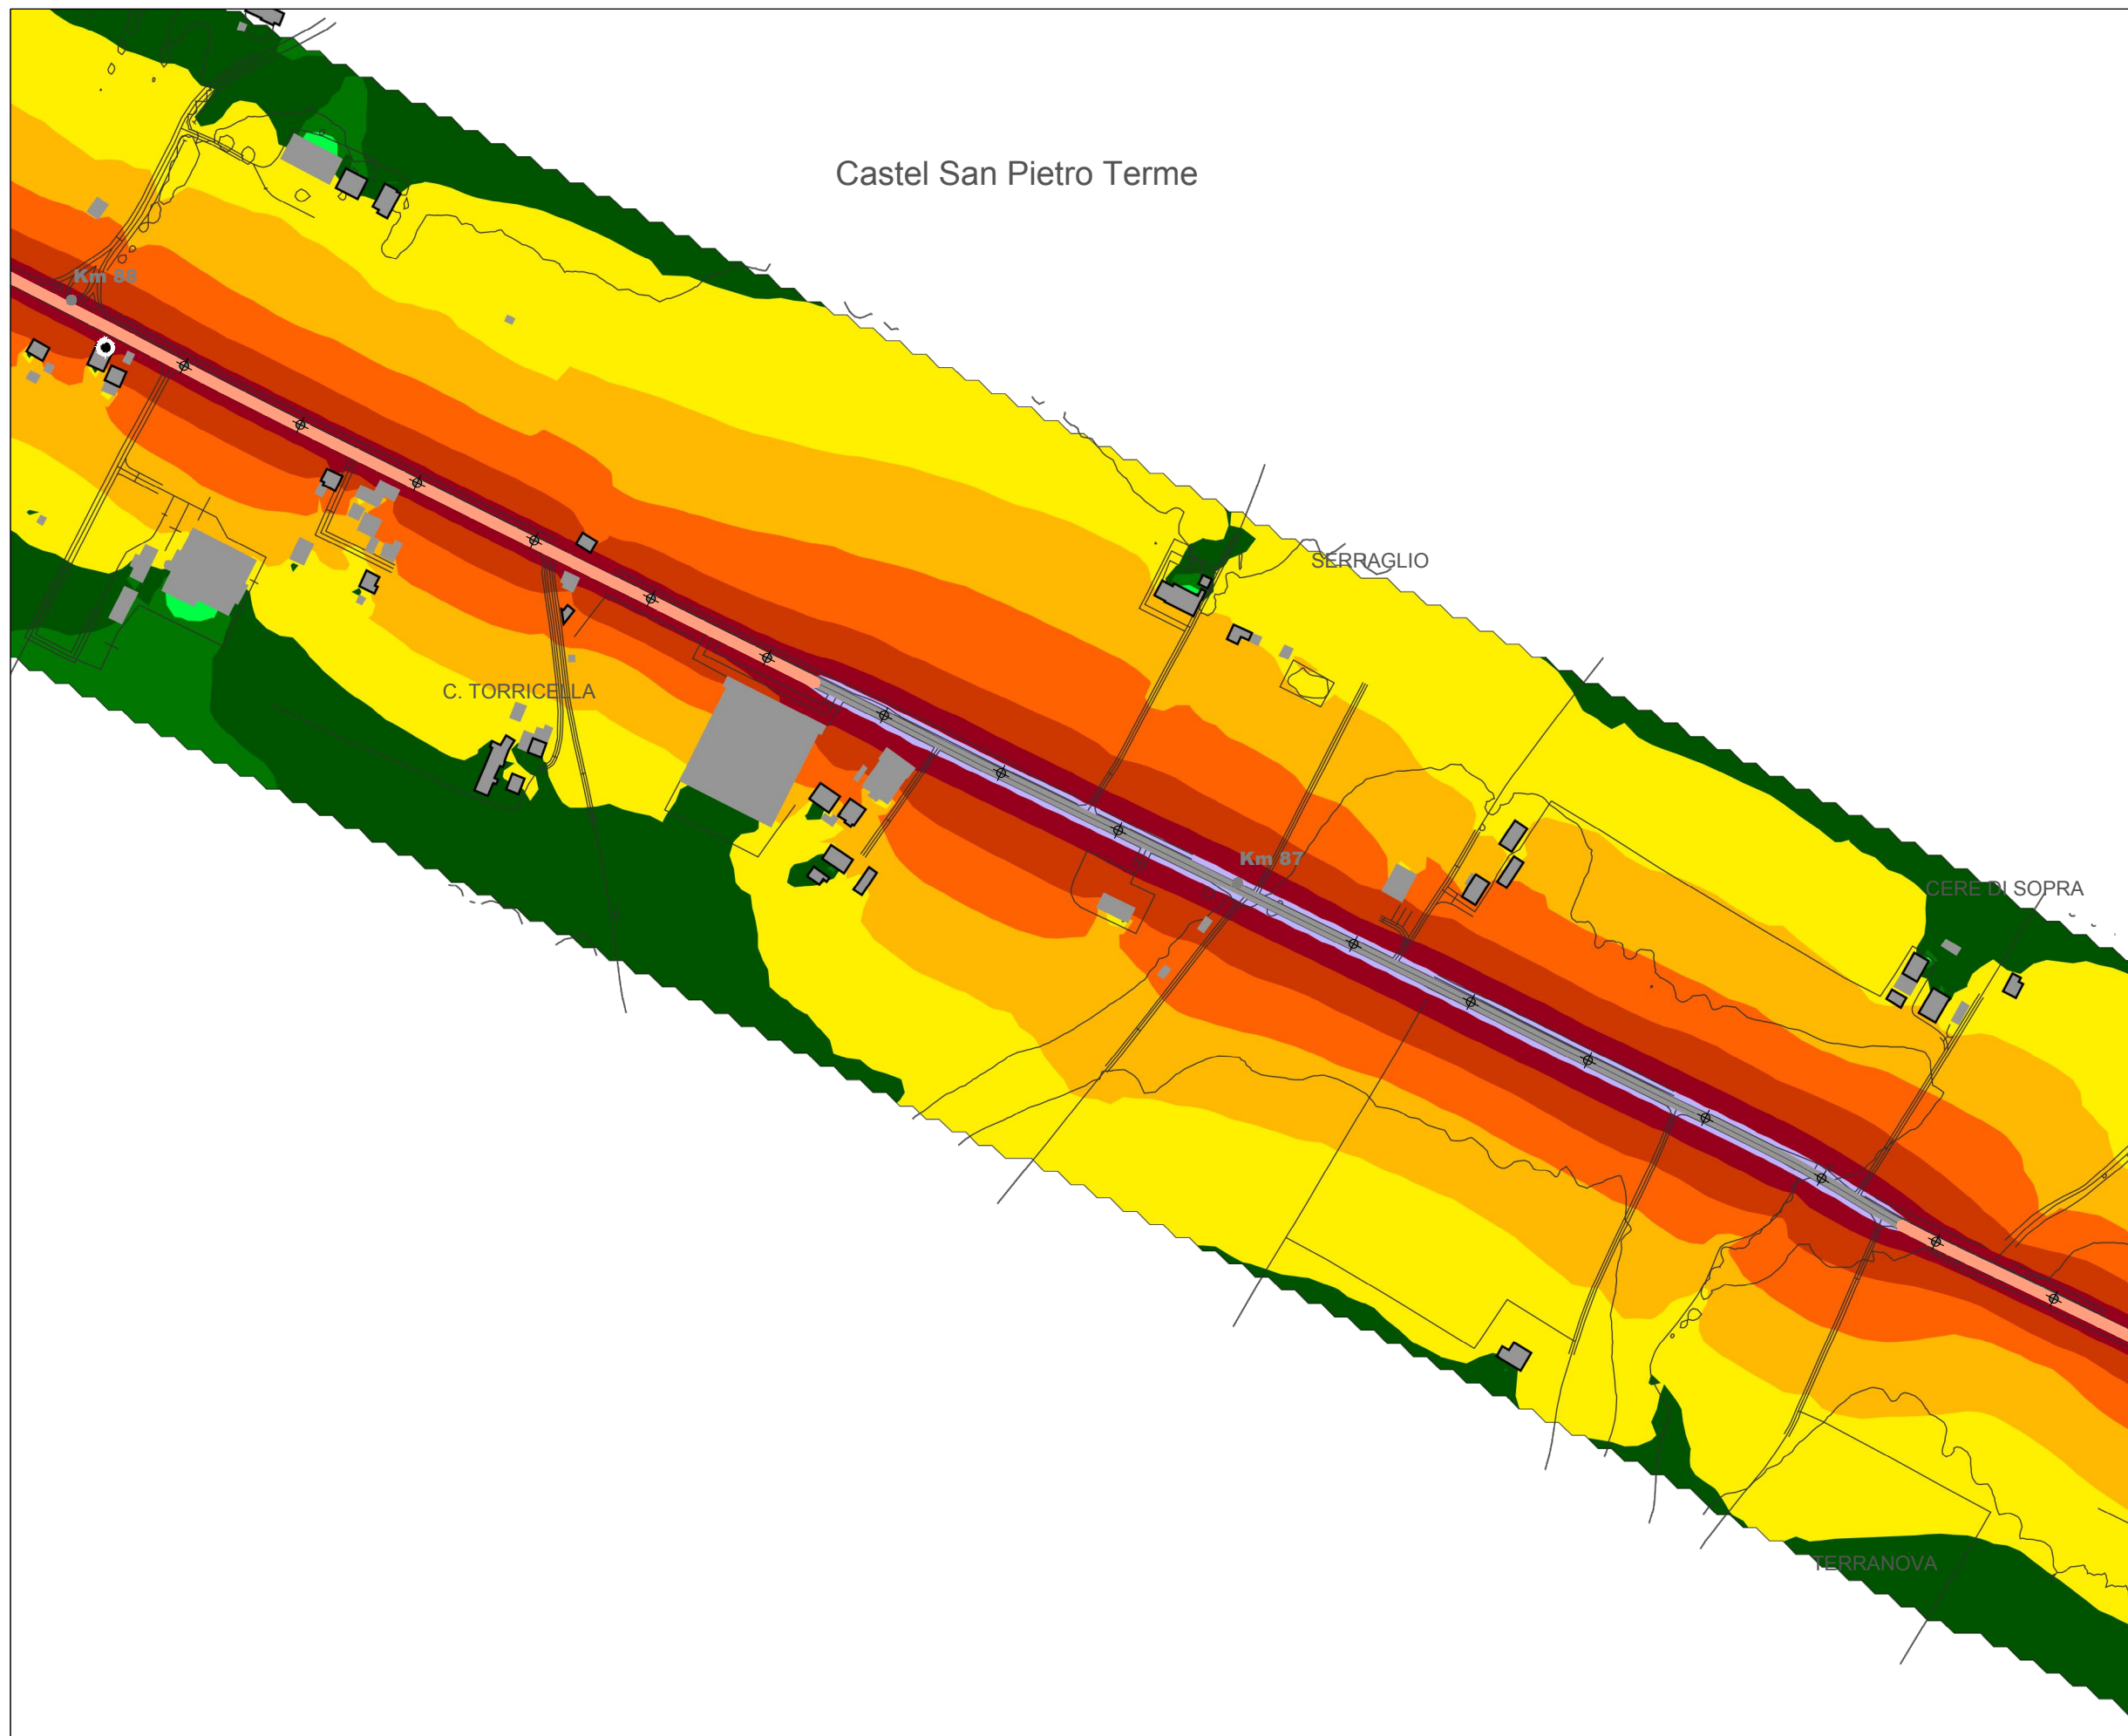 Castel San Pietro Terme
Km 88
SERRAGLIO
C. TORRICELLA
Km 87
CERE DI SOPRA
TERRANOVA